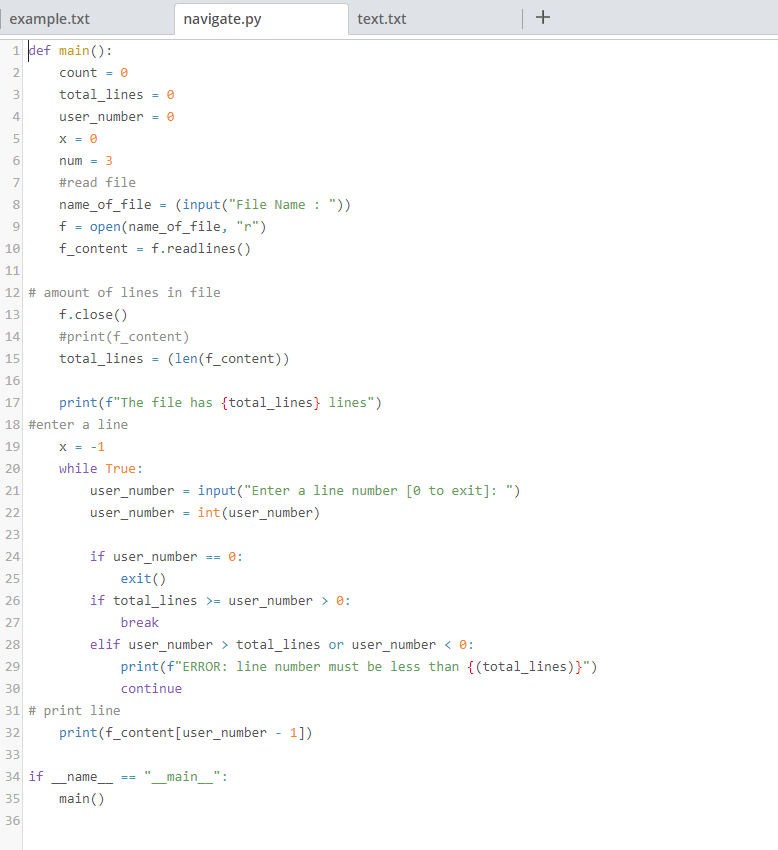 example.txt navigate.py text.txt +
1 def main():
2     count = 0
3     total_lines = 0
4     user_number = 0
5     x = 0
6     num = 3
7     #read file
8     name_of_file = (input("File Name : "))
9     f = open(name_of_file, "r")
10     f_content = f.readlines()
11
12 # amount of lines in file
13     f.close()
14     #print(f_content)
15     total_lines = (len(f_content))
16
17     print(f"The file has {total_lines} lines")
18 #enter a line
19     x = -1
20     while True:
21         user_number = input("Enter a line number [0 to exit]: ")
22         user_number = int(user_number)
23
24         if user_number == 0:
25             exit()
26         if total_lines >= user_number > 0:
27             break
28         elif user_number > total_lines or user_number < 0:
29             print(f"ERROR: line number must be less than {(total_lines)}")
30             continue
31 # print line
32     print(f_content[user_number - 1])
33
34 if __name__ == "__main__":
35     main()
36